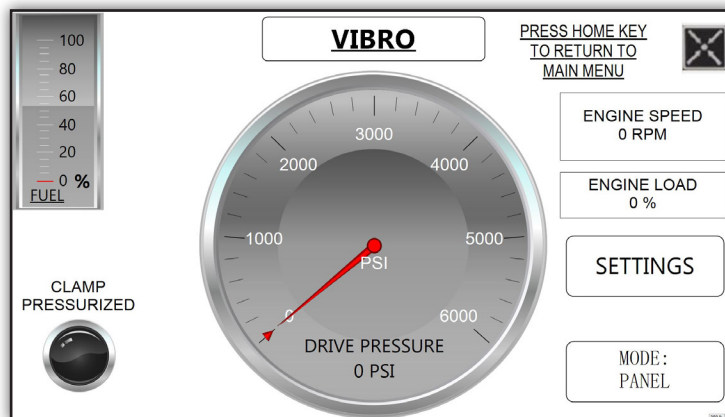 VIBRO
PRESS HOME KEY
TO RETURN TO
MAIN MENU
100
80
60
40
20
0 %
FUEL
CLAMP
PRESSURIZED
0
1000
2000
3000
4000
5000
6000
PSI
DRIVE PRESSURE
0 PSI
ENGINE SPEED
0 RPM
ENGINE LOAD
0 %
SETTINGS
MODE:
PANEL